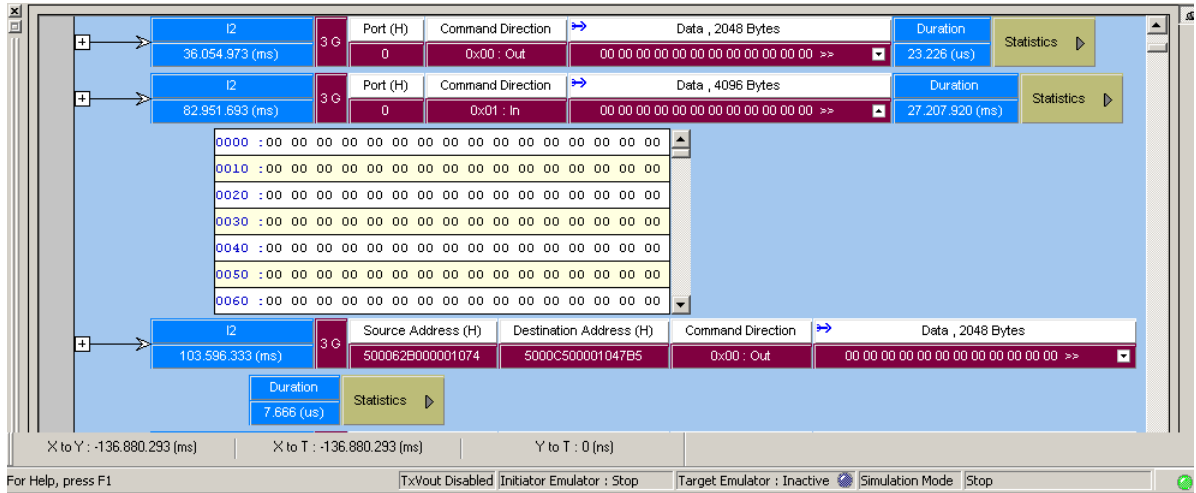 I2 3 G Port (H) Command Direction Data , 2048 Bytes Duration Statistics
36.054.973 (ms) 0 0x00 : Out 00 00 00 00 00 00 00 00 00 00 00 00 00 >> 23.226 (us)
I2 3 G Port (H) Command Direction Data , 4096 Bytes Duration Statistics
82.951.693 (ms) 0 0x01 : In 00 00 00 00 00 00 00 00 00 00 00 00 00 >> 27.207.920 (ms)
0000 :00 00 00 00 00 00 00 00 00 00 00 00 00 00 00 00
0010 :00 00 00 00 00 00 00 00 00 00 00 00 00 00 00 00
0020 :00 00 00 00 00 00 00 00 00 00 00 00 00 00 00 00
0030 :00 00 00 00 00 00 00 00 00 00 00 00 00 00 00 00
0040 :00 00 00 00 00 00 00 00 00 00 00 00 00 00 00 00
0050 :00 00 00 00 00 00 00 00 00 00 00 00 00 00 00 00
0060 :00 00 00 00 00 00 00 00 00 00 00 00 00 00 00 00
I2 3 G Source Address (H) Destination Address (H) Command Direction Data , 2048 Bytes
103.596.333 (ms) 500062B000001074 5000C500001047B5 0x00 : Out 00 00 00 00 00 00 00 00 00 00 00 00 00 >>
Duration Statistics
7.666 (us)
X to Y : -136.880.293 (ms) X to T : -136.880.293 (ms) Y to T : 0 (ns)
For Help, press F1 TxVout Disabled Initiator Emulator : Stop Target Emulator : Inactive Simulation Mode Stop